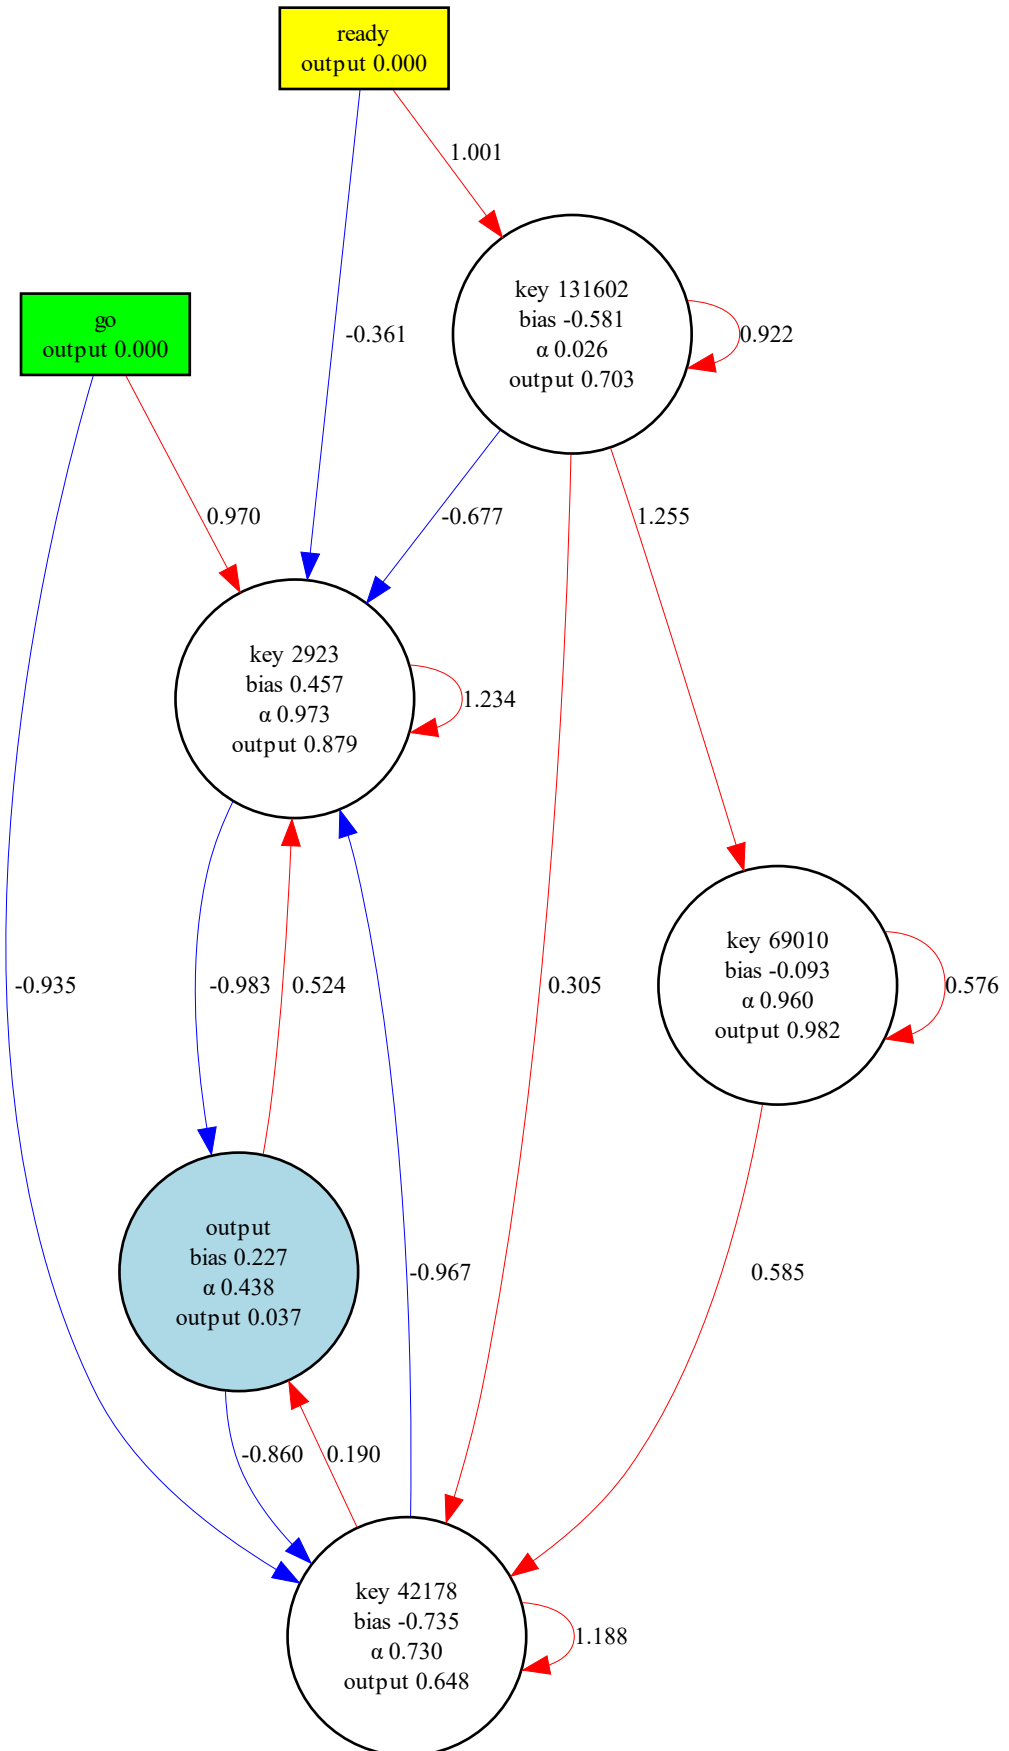 ready
output 0.000
1.001
key 131602
bias -0.581
α 0.026
output 0.703
0.922
go
output 0.000
-0.361
0.970
-0.677
1.255
key 2923
bias 0.457
α 0.973
output 0.879
1.234
key 69010
bias -0.093
α 0.960
output 0.982
0.576
-0.935
-0.983
0.524
0.305
output
bias 0.227
α 0.438
output 0.037
-0.967
0.585
-0.860
0.190
key 42178
bias -0.735
α 0.730
output 0.648
1.188